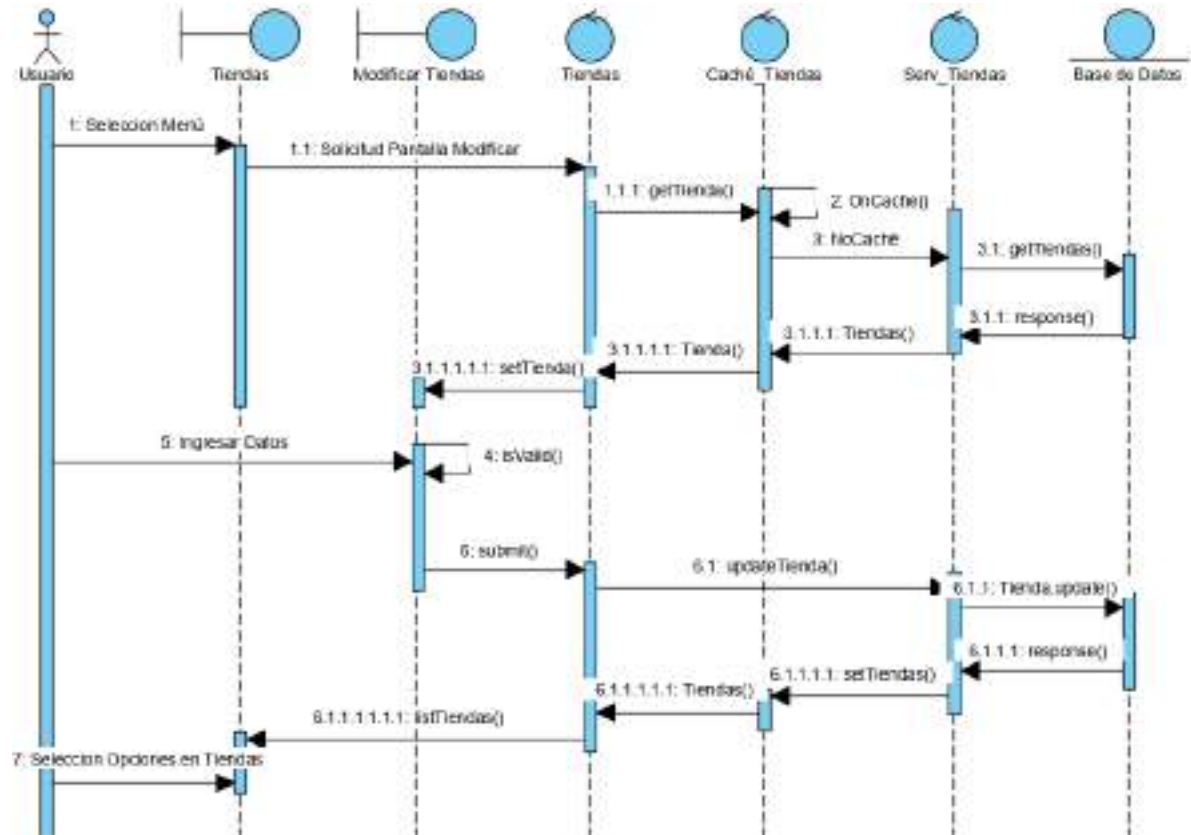 Usuario
Tiendas
Modificar Tiendas
Tiendas
Caché_Tiendas
Serv_Tiendas
Base de Datos
1: Seleccion Menú
1.1: Solicitud Pantalla Modificar
1.1.1: getTienda()
2: OnCache()
3: NoCaché
3.1: getTiendas()
3.1.1: response()
3.1.1.1: Tiendas()
3.1.1.1.1: Tienda()
3.1.1.1.1.1: setTienda()
5: Ingresar Datos
4: isValid()
6: submit()
6.1: updateTienda()
6.1.1: Tienda.update()
6.1.1.1: response()
6.1.1.1.1: setTiendas()
6.1.1.1.1.1: Tiendas()
6.1.1.1.1.1.1: listTiendas()
7: Seleccion Opciones en Tiendas